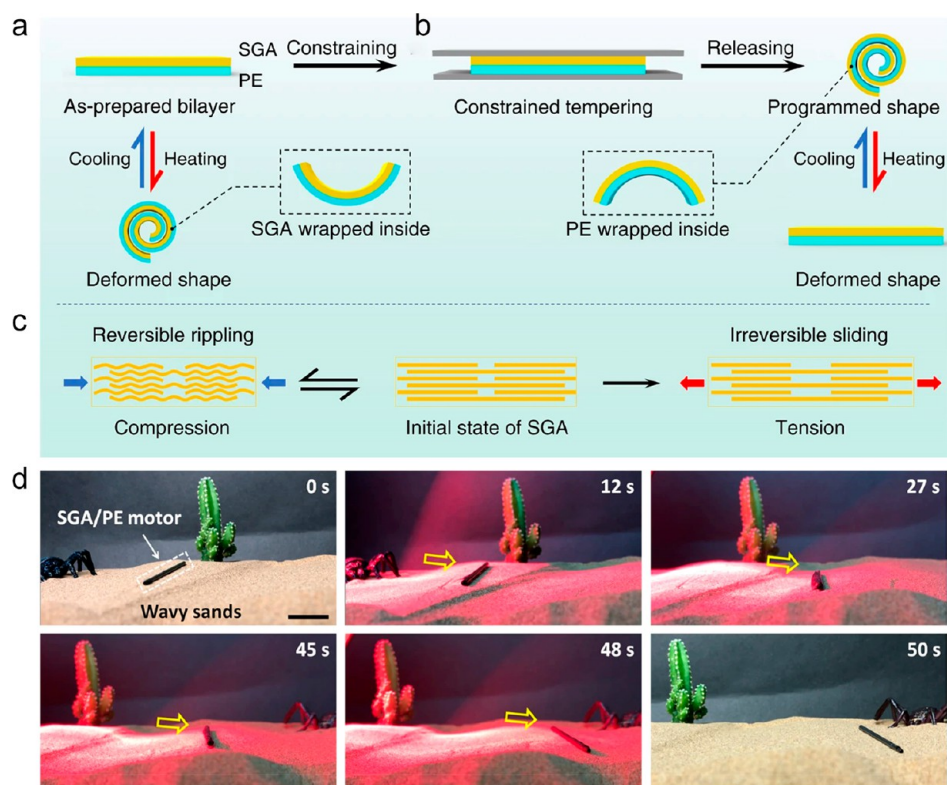 a
SGA
PE
As-prepared bilayer
Constraining
Cooling
Heating
Deformed shape
SGA wrapped inside
b
Constrained tempering
Releasing
Programmed shape
Cooling
Heating
PE wrapped inside
Deformed shape
c
Reversible rippling
Compression
Initial state of SGA
Irreversible sliding
Tension
d
0 s
SGA/PE motor
Wavy sands
12 s
27 s
45 s
48 s
50 s